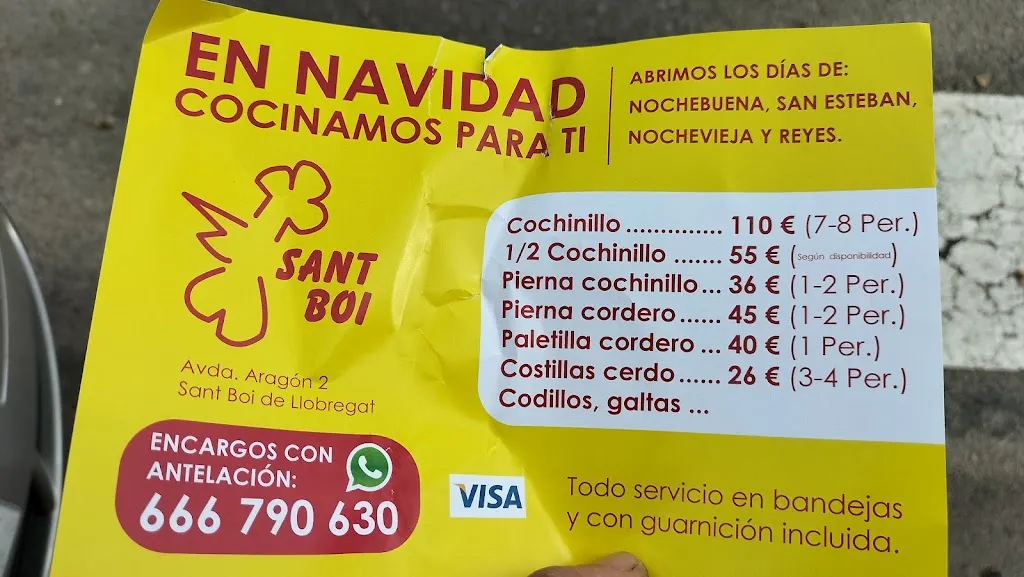 EN NAVIDAD
COCINAMOS PARA TI
ABRIMOS LOS DÍAS DE:
NOCHEBUENA, SAN ESTEBAN,
NOCHEVIEJA Y REYES.
SANT
BOI
Avda. Aragón 2
Sant Boi de Llobregat
ENCARGOS CON
ANTELACIÓN:
666 790 630
Cochinillo ............... 110 € (7-8 Per.)
1/2 Cochinillo ....... 55 € (Según disponibilidad)
Pierna cochinillo... 36 € (1-2 Per.)
Pierna cordero...... 45 € (1-2 Per.)
Paletilla cordero ... 40 € (1 Per.)
Costillas cerdo...... 26 € (3-4 Per.)
Codillos, galtas ...
VISA
Todo servicio en bandejas
y con guarnición incluida.